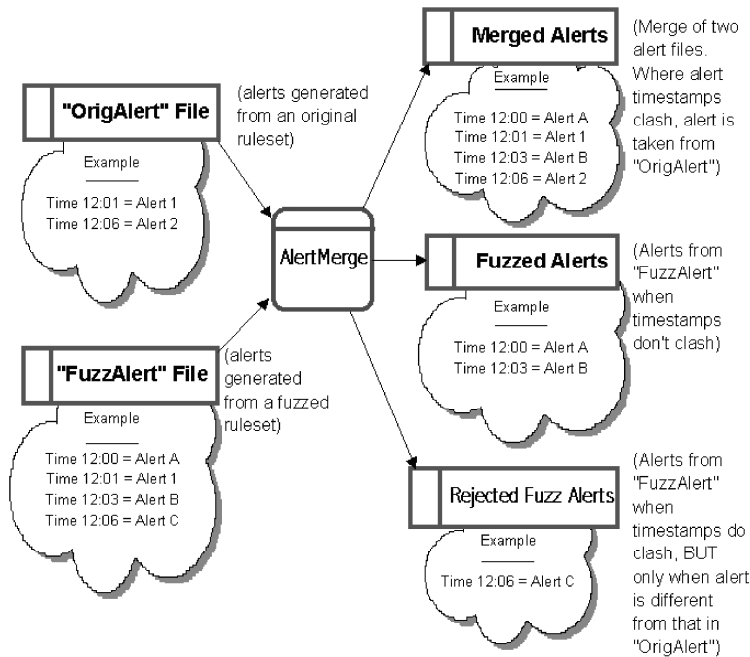 "OrigAlert" File
Example
Time 12:01 = Alert 1
Time 12:06 = Alert 2
(alerts generated
from an original
ruleset)
"FuzzAlert" File
Example
Time 12:00 = Alert A
Time 12:01 = Alert 1
Time 12:03 = Alert B
Time 12:06 = Alert C
(alerts
generated
from a fuzzed
ruleset)
AlertMerge
Merged Alerts
Example
Time 12:00 = Alert A
Time 12:01 = Alert 1
Time 12:03 = Alert B
Time 12:06 = Alert 2
(Merge of two
alert files.
Where alert
timestamps
clash, alert is
taken from
"OrigAlert")
Fuzzed Alerts
Example
Time 12:00 = Alert A
Time 12:03 = Alert B
(Alerts from
"FuzzAlert"
when
timestamps
don't clash)
Rejected Fuzz Alerts
Example
Time 12:06 = Alert C
(Alerts from
"FuzzAlert"
when
timestamps do
clash, BUT
only when alert
is different
from that in
"OrigAlert")